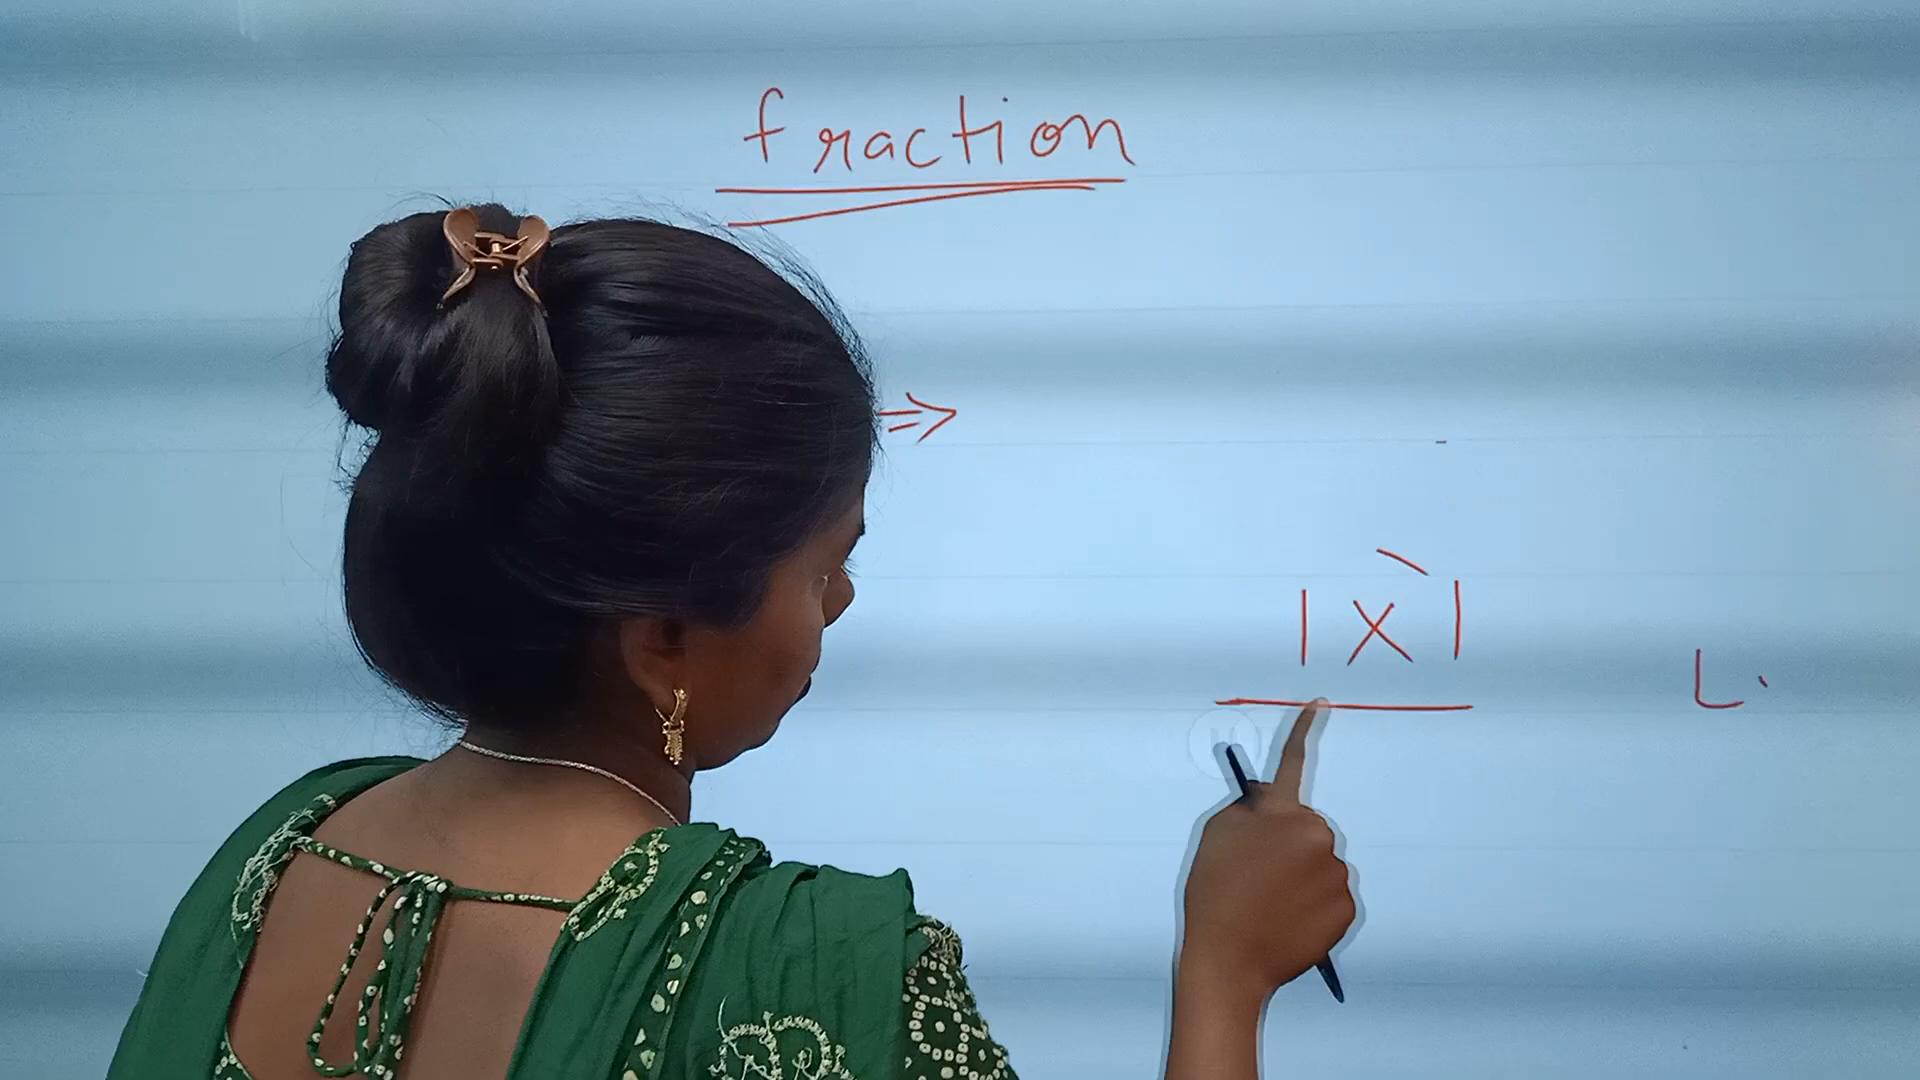 fraction
⇒
1 x 1
L.